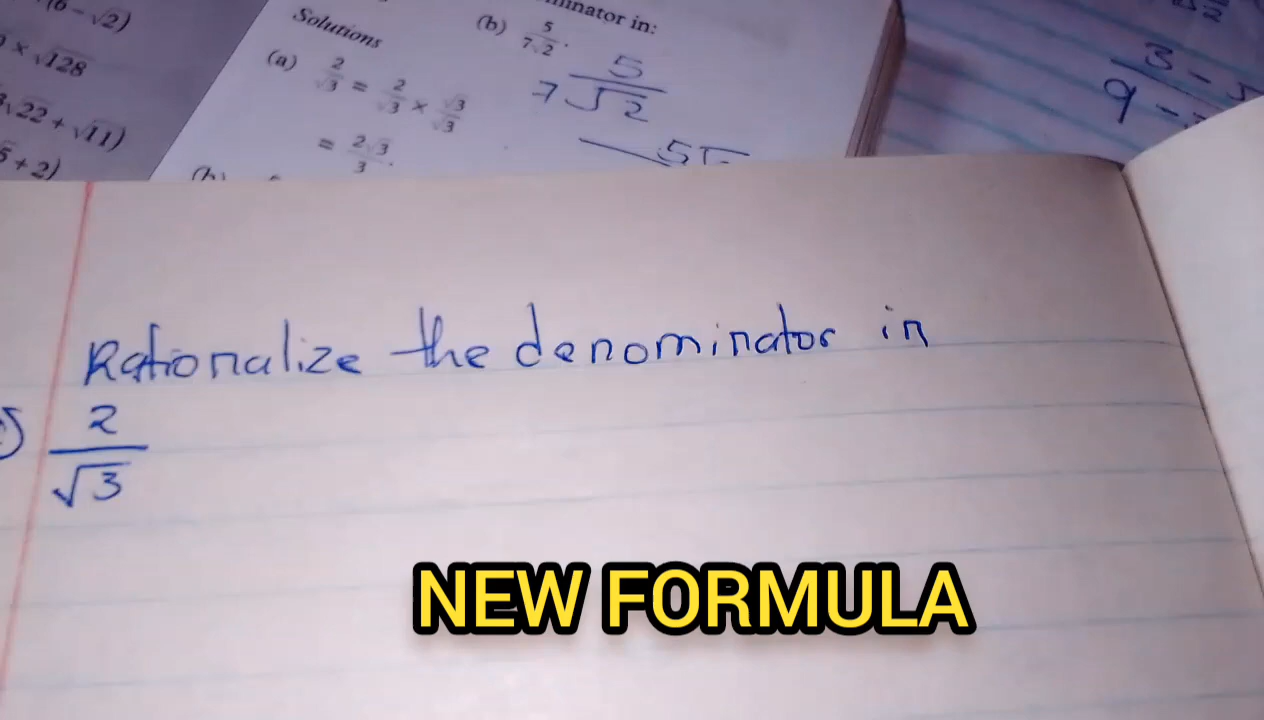 - √2)
× √128
22 + √11)
+ 2)
Solutions
(a) 2/√3 = 2/√3 × √3/√3
= 2√3/3.
inator in:
(b) 5/7√2.
5
7√2
5
3 -
9 -
Rationalize the denominator in
2
√3
NEW FORMULA